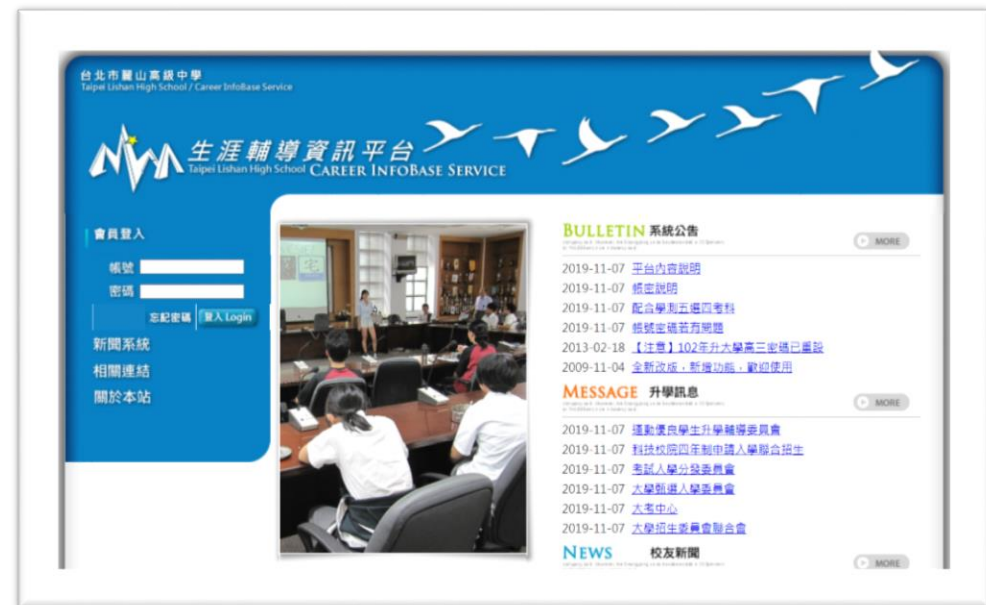 台北市麗山高級中學
Taipei Lishan High School / Career InfoBase Service
生涯輔導資訊平台
Taipei Lishan High School CAREER INFOBASE SERVICE
會員登入
帳號
密碼
忘記密碼 登入 Login
新聞系統
相關連結
關於本站
BULLETIN 系統公告
MORE
2019-11-07 平台內容說明
2019-11-07 帳密說明
2019-11-07 配合學測五選四考科
2019-11-07 帳號密碼若有問題
2013-02-18 【注意】102年升大學高三密碼已重設
2009-11-04 全新改版，新增功能，歡迎使用
MESSAGE 升學訊息
MORE
2019-11-07 運動優良學生升學輔導委員會
2019-11-07 科技校院四年制申請入學聯合招生
2019-11-07 考試入學分發委員會
2019-11-07 大學甄選入學委員會
2019-11-07 大考中心
2019-11-07 大學招生委員會聯合會
NEWS 校友新聞
MORE